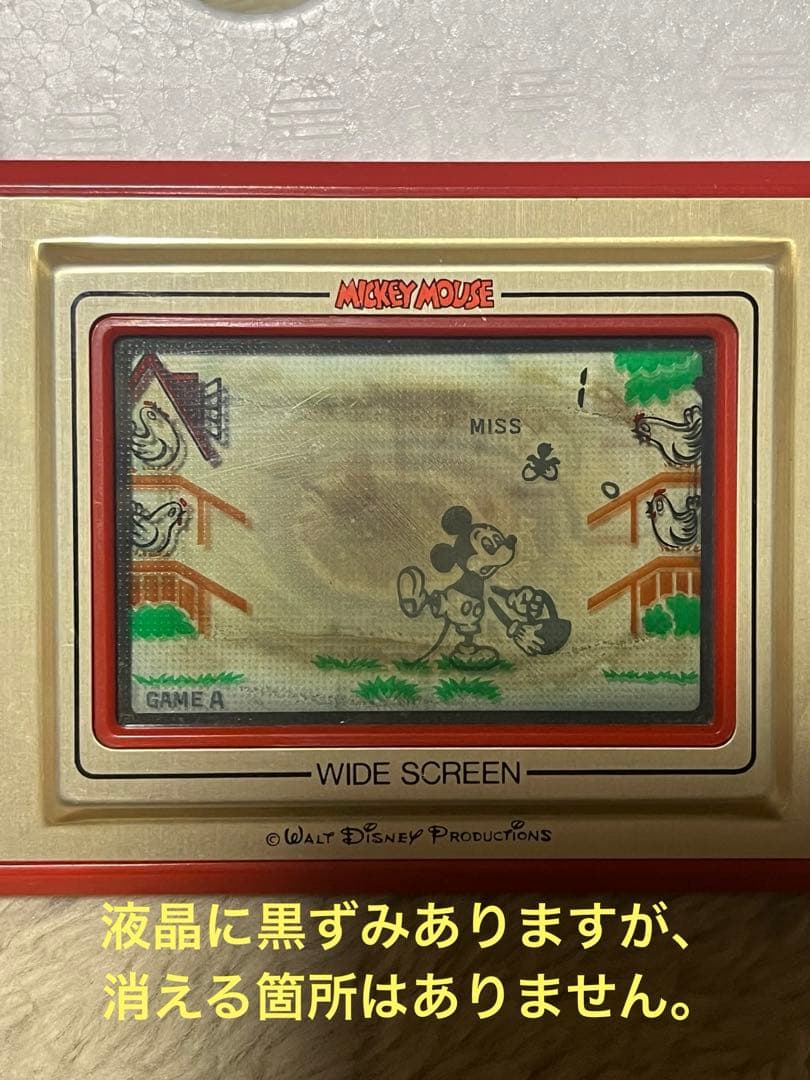 MICKEY MOUSE
1
MISS
GAME A
WIDE SCREEN
© WALT DISNEY PRODUCTIONS
液晶に黒ずみありますが、
消える箇所はありません。